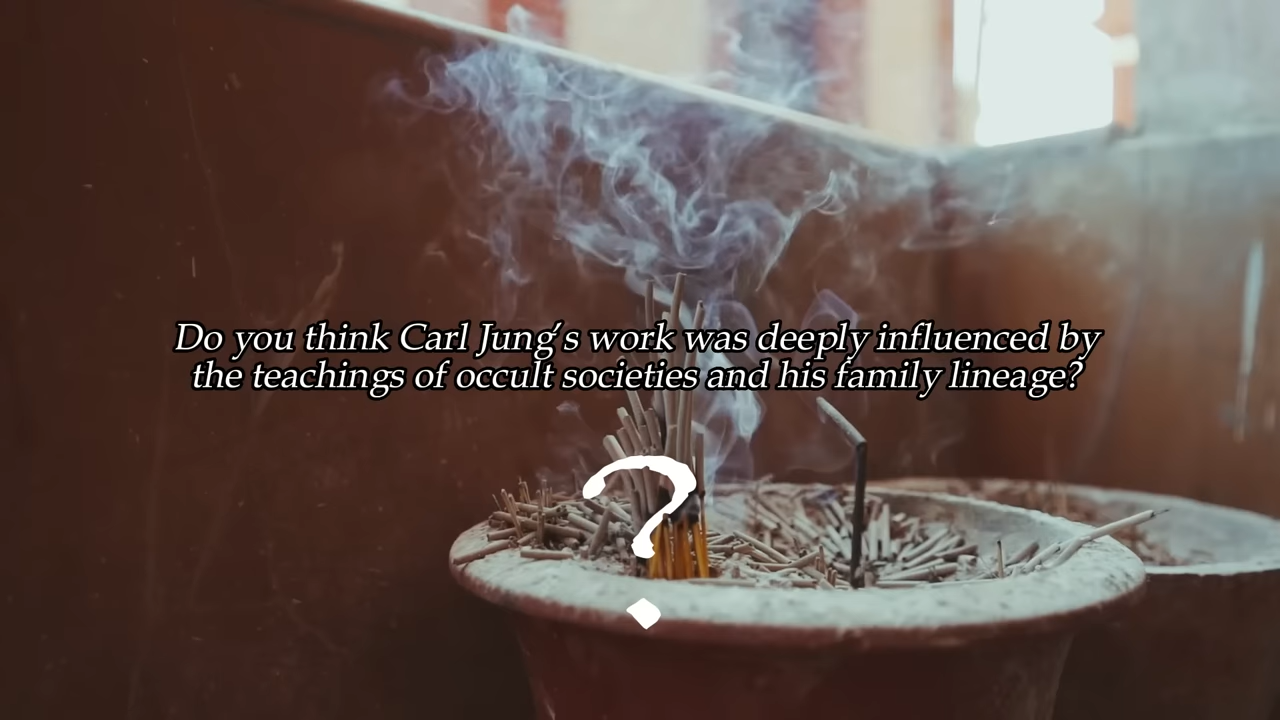 Do you think Carl Jung's work was deeply influenced by
the teachings of occult societies and his family lineage?
?